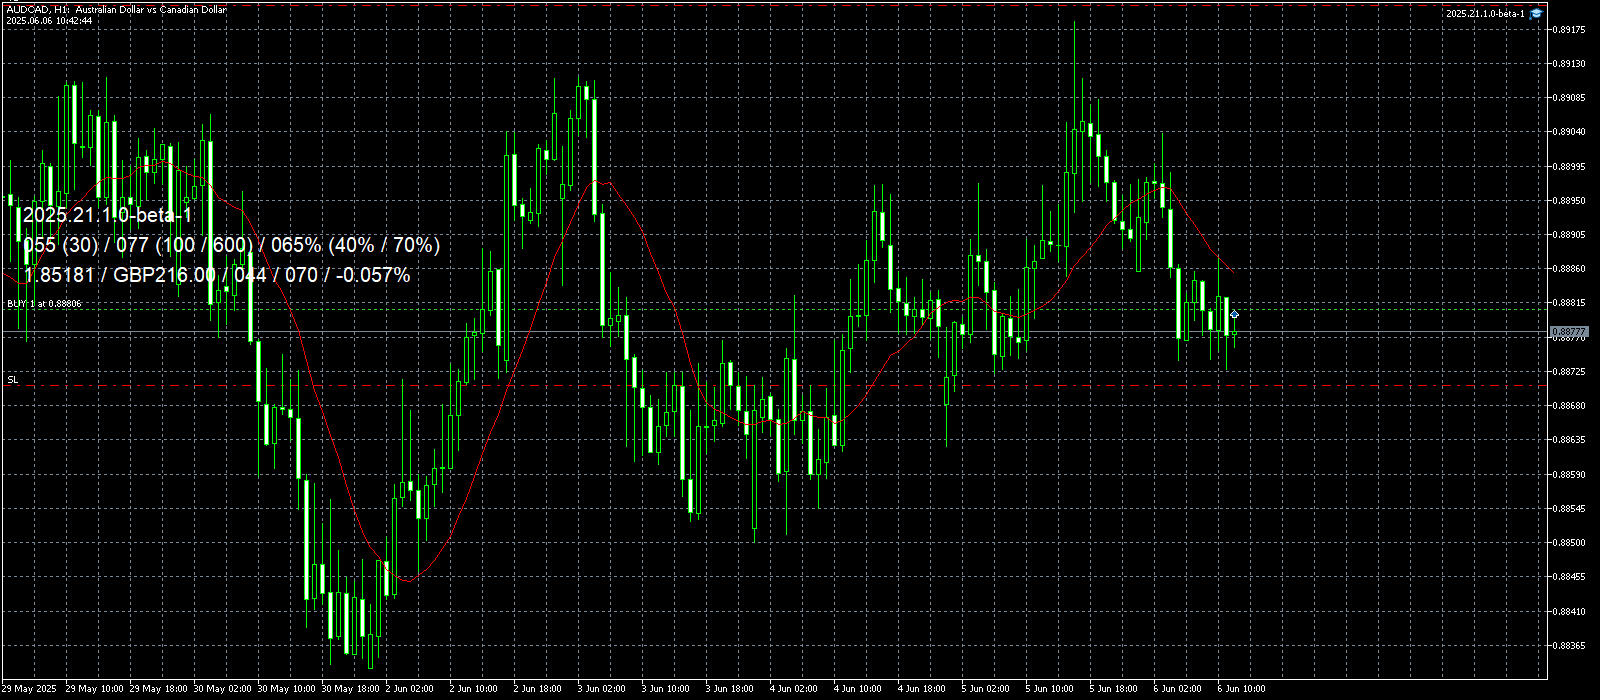 AUDCAD, H1: Australian Dollar vs Canadian Dollar
2025.06.06 10:42:44
2025.21.1.0-beta-1
2025.21.1.0-beta-1
055 (30) / 077 (100 / 600) / 065% (40% / 70%)
1.85181 / GBP216.00 / 044 / 070 / -0.057%
BUY 1 at 0.88806
SL
0.89175
0.89130
0.89085
0.89040
0.88995
0.88950
0.88905
0.88860
0.88815
0.88777
0.88770
0.88725
0.88680
0.88635
0.88590
0.88545
0.88500
0.88455
0.88410
0.88365
29 May 2025 29 May 10:00 29 May 18:00 30 May 02:00 30 May 10:00 30 May 18:00 2 Jun 02:00 2 Jun 10:00 2 Jun 18:00 3 Jun 02:00 3 Jun 10:00 3 Jun 18:00 4 Jun 02:00 4 Jun 10:00 4 Jun 18:00 5 Jun 02:00 5 Jun 10:00 5 Jun 18:00 6 Jun 02:00 6 Jun 10:00